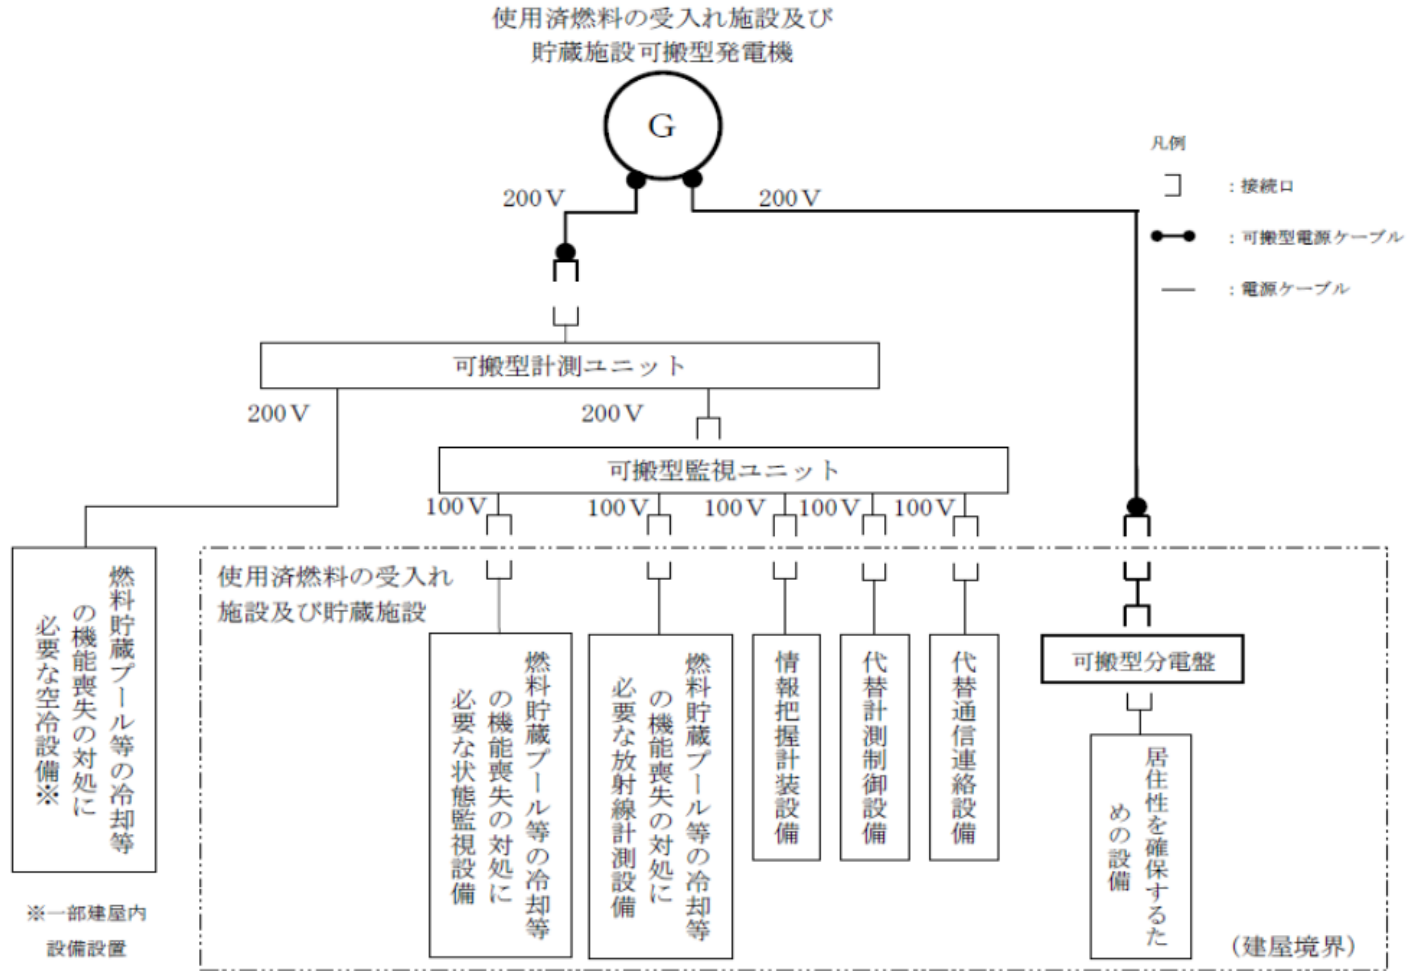 使用済燃料の受入れ施設及び
貯蔵施設可搬型発電機
G
200V
200V
凡例
：接続口
：可搬型電源ケーブル
：電源ケーブル
可搬型計測ユニット
200V
200V
可搬型監視ユニット
100V
100V
100V
100V
100V
燃料貯蔵プール等の冷却等
の機能喪失の対処に
必要な空冷設備※
※一部建屋内
設備設置
使用済燃料の受入れ
施設及び貯蔵施設
燃料貯蔵プール等の冷却等
の機能喪失の対処に
必要な状態監視設備
燃料貯蔵プール等の冷却等
の機能喪失の対処に
必要な放射線計測設備
情報把握計装設備
代替計測制御設備
代替通信連絡設備
可搬型分電盤
居住性を確保するた
めの設備
(建屋境界)